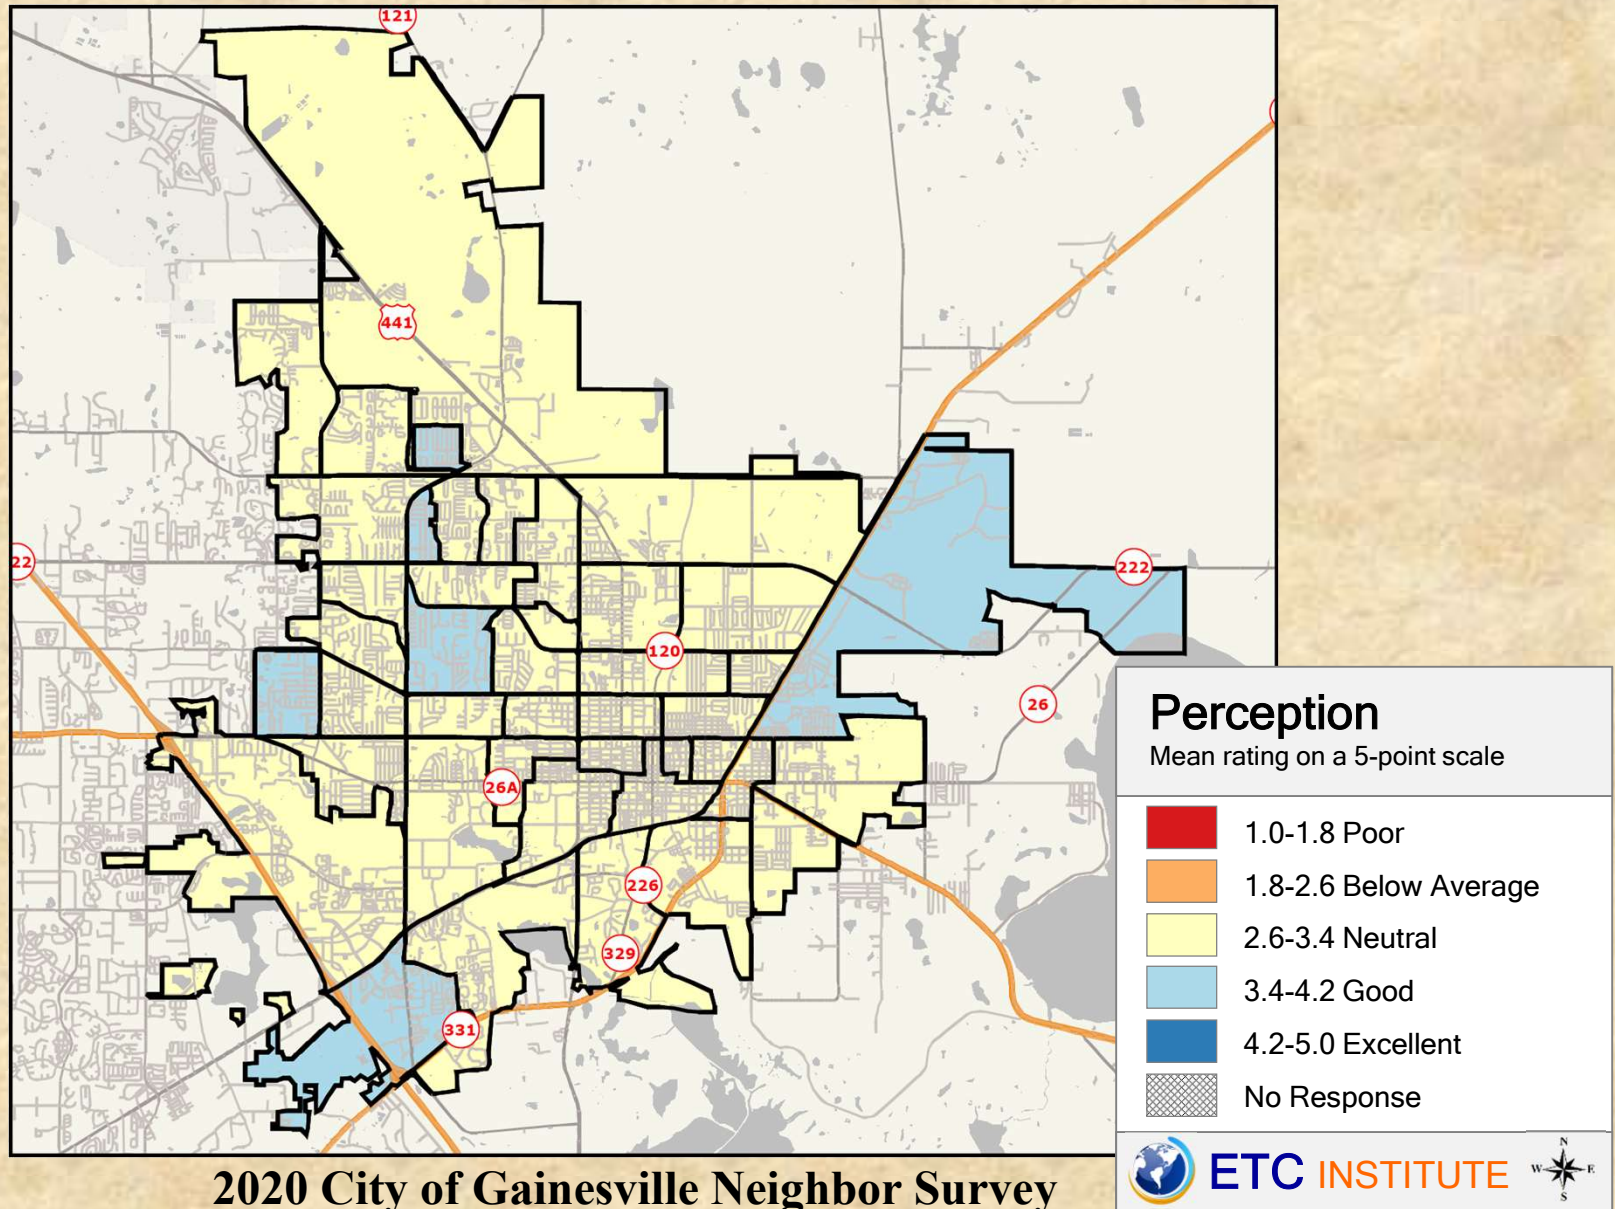 121
441
22
222
120
26
26A
226
329
331
Perception
Mean rating on a 5-point scale
1.0-1.8 Poor
1.8-2.6 Below Average
2.6-3.4 Neutral
3.4-4.2 Good
4.2-5.0 Excellent
No Response
ETC INSTITUTE
N
W E
S
2020 City of Gainesville Neighbor Survey